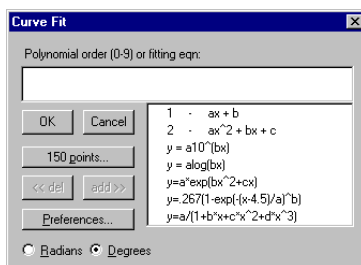 Curve Fit
Polynomial order (0-9) or fitting eqn:
OK Cancel
150 points...
<< del add >>
Preferences...
1 - ax + b
2 - ax^2 + bx + c
y = a10^(bx)
y = alog(bx)
y=a*exp(bx^2+cx)
y=.267(1-exp(-(x-4.5)/a)^b)
y=a/(1+b*x+c*x^2+d*x^3)
Radians Degrees